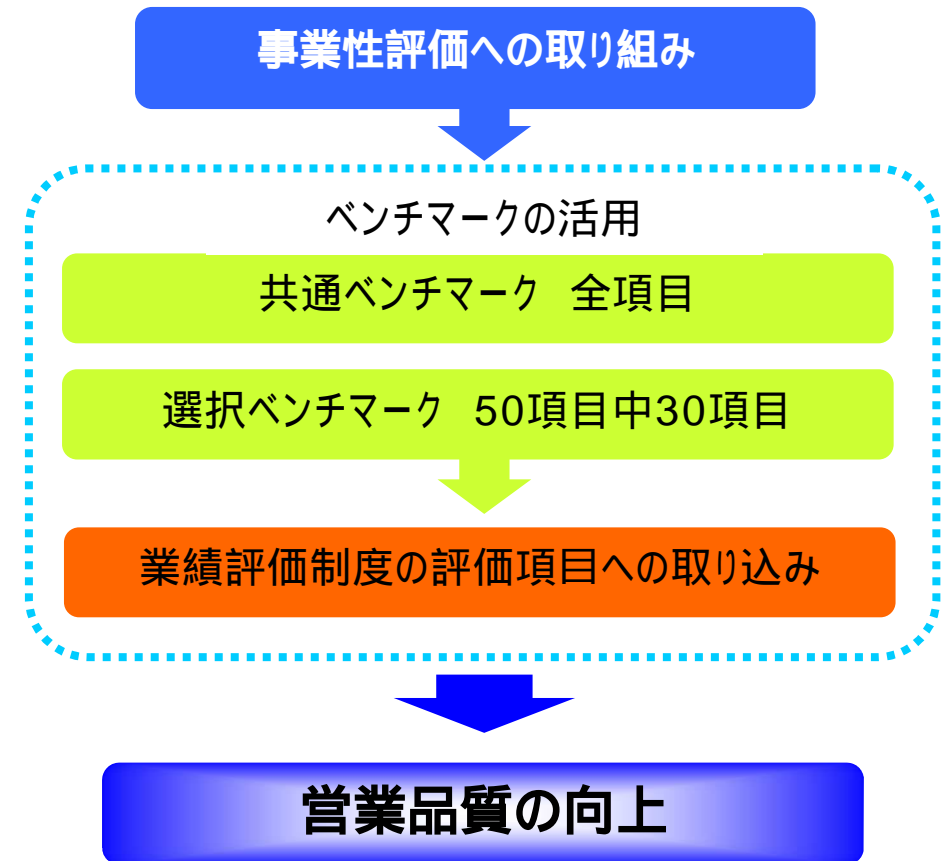 事業性評価への取り組み
ベンチマークの活用
共通ベンチマーク 全項目
選択ベンチマーク 50項目中30項目
業績評価制度の評価項目への取り込み
営業品質の向上